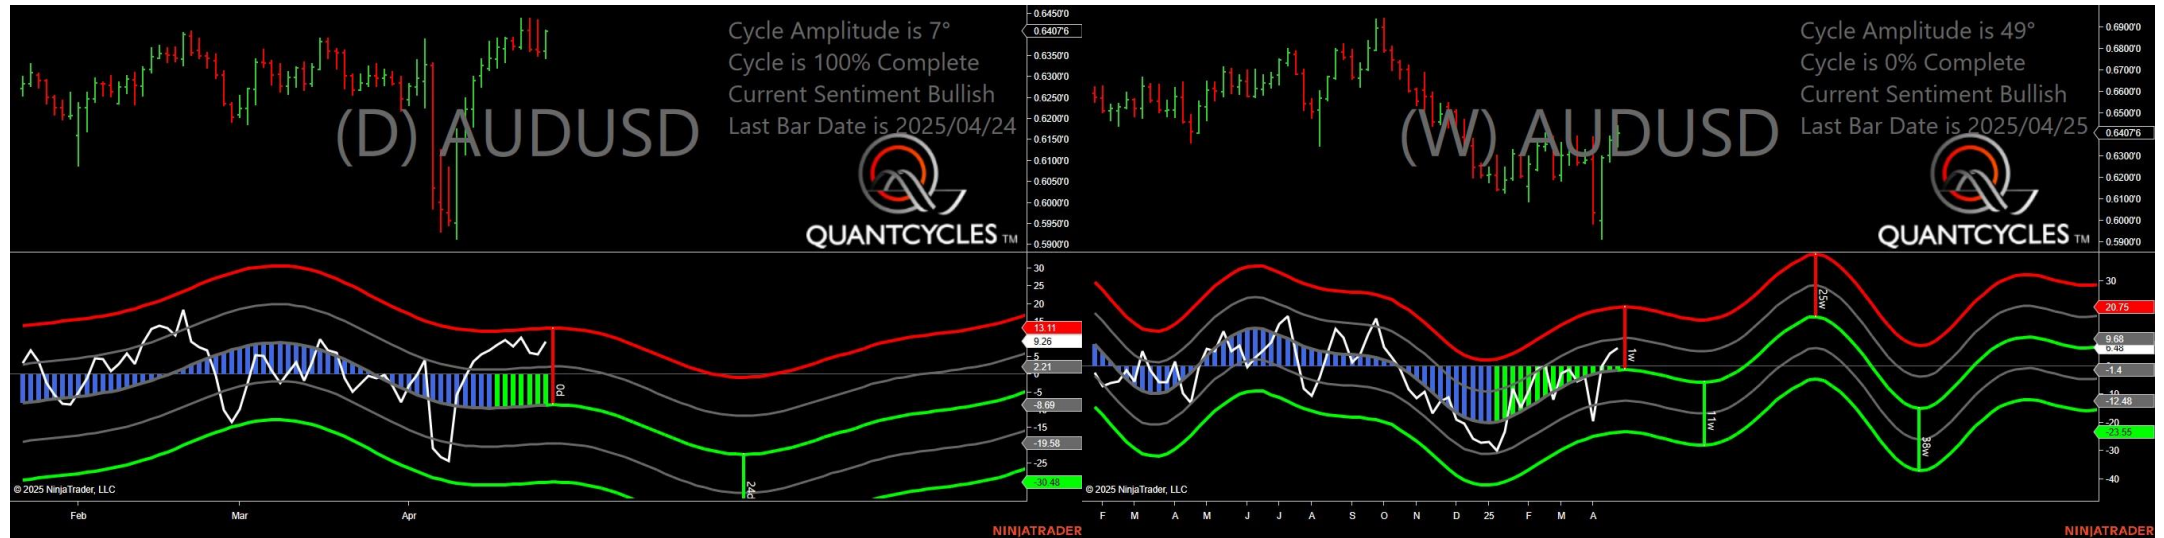 Cycle Amplitude is 7°
Cycle is 100% Complete
Current Sentiment Bullish
Last Bar Date is 2025/04/24
(D) AUDUSD
QUANTCYCLES TM
0.6450'0
0.6407'6
0.6350'0
0.6300'0
0.6250'0
0.6200'0
0.6150'0
0.6100'0
0.6050'0
0.6000'0
0.5950'0
0.5900'0
30
25
20
13.11
9.26
5
2.21
-5
-8.69
-15
-19.58
-25
-30.48
0d
24d
© 2025 NinjaTrader, LLC
Feb
Mar
Apr
NINJATRADER
Cycle Amplitude is 49°
Cycle is 0% Complete
Current Sentiment Bullish
Last Bar Date is 2025/04/25
(W) AUDUSD
QUANTCYCLES TM
0.6900'0
0.6800'0
0.6700'0
0.6600'0
0.6500'0
0.6407'6
0.6300'0
0.6200'0
0.6100'0
0.6000'0
0.5900'0
30
20.75
9.68
6.48
-1.4
-12.48
-23.55
-30
-40
1w
11w
25w
38w
© 2025 NinjaTrader, LLC
F M A M J J A S O N D 25 F M A
NINJATRADER